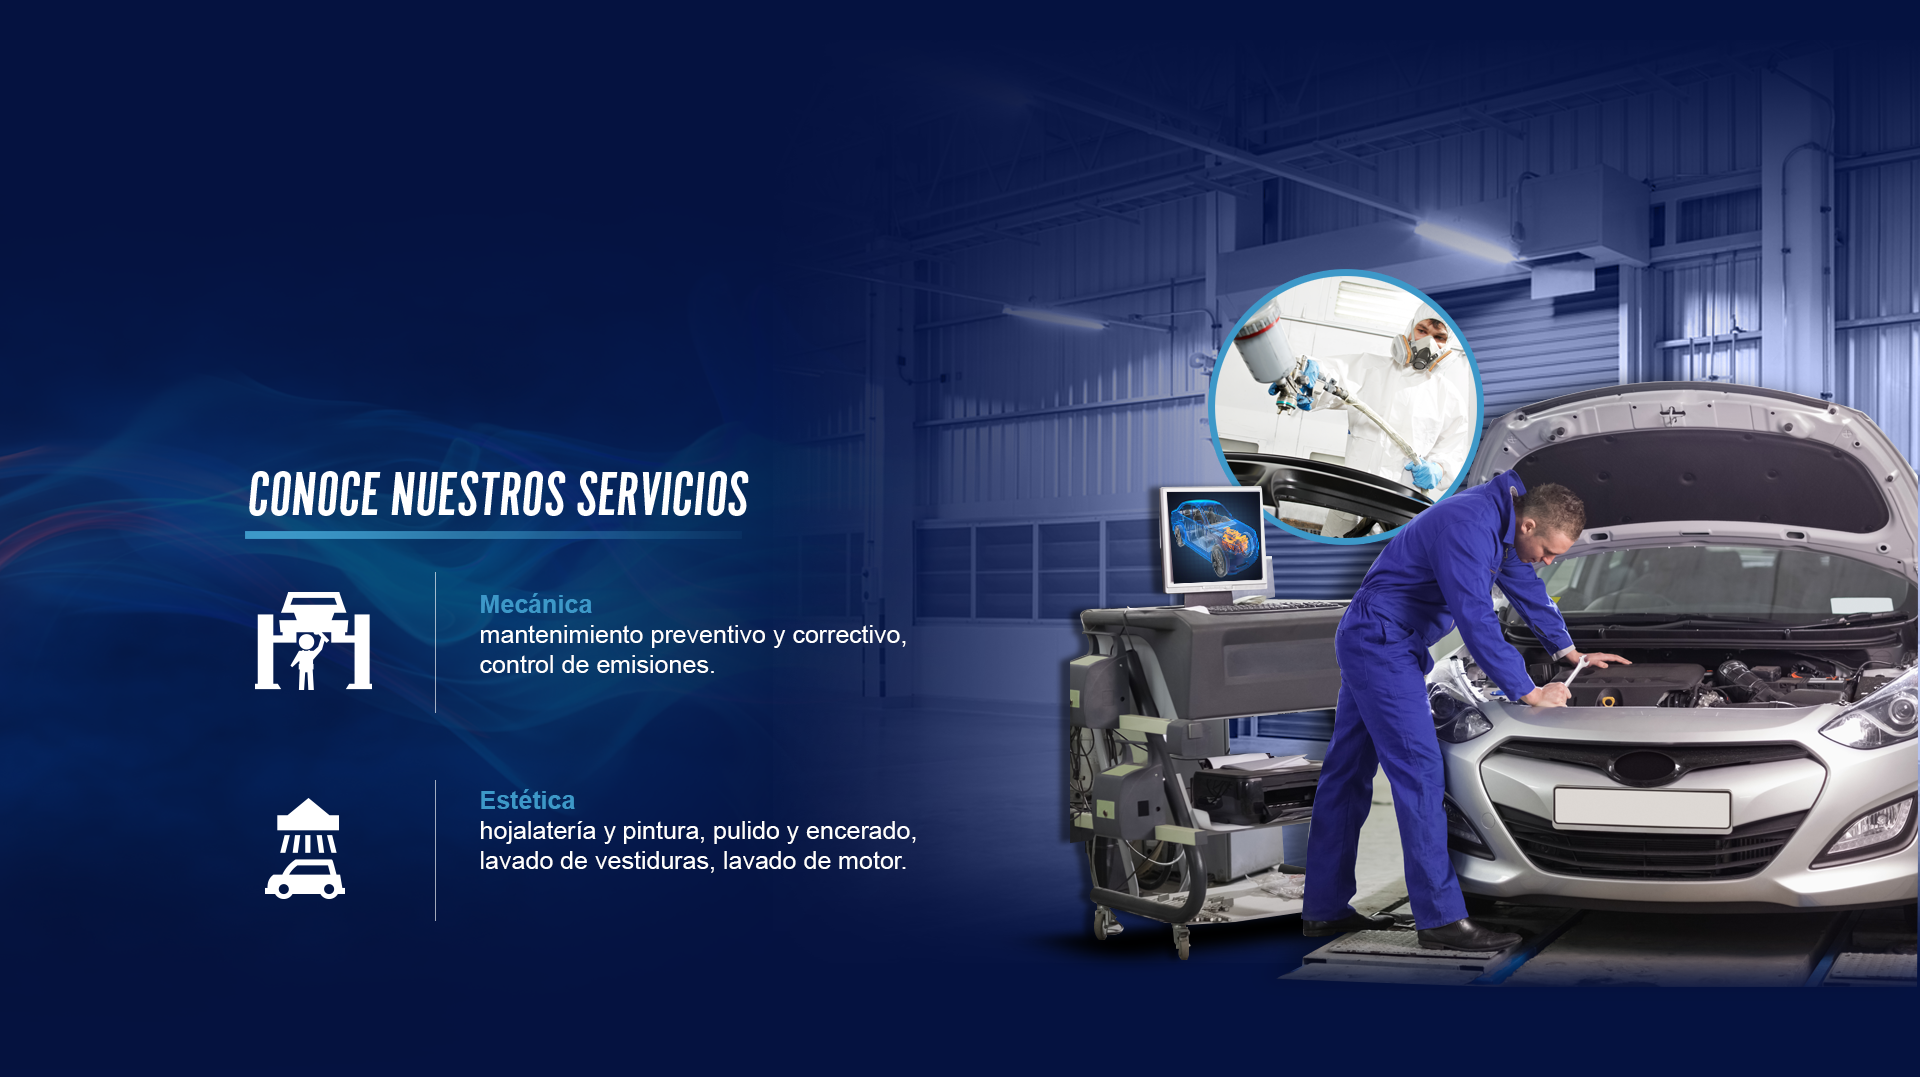 CONOCE NUESTROS SERVICIOS
Mecánica
mantenimiento preventivo y correctivo,
control de emisiones.
Estética
hojalatería y pintura, pulido y encerado,
lavado de vestiduras, lavado de motor.